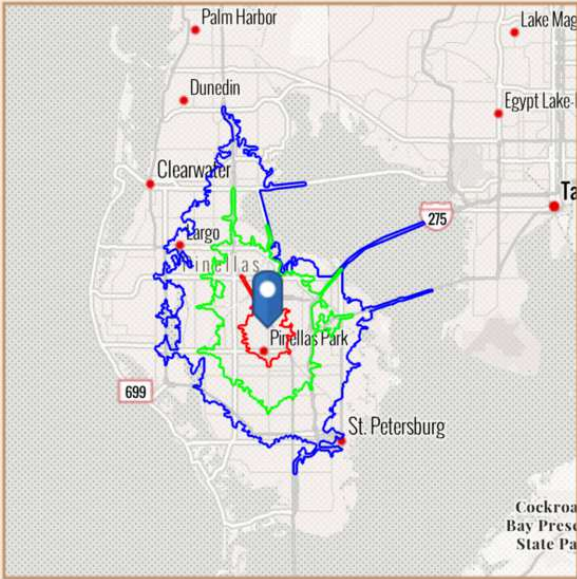 Palm Harbor
Lake Mag
Dunedin
Egypt Lake-
Clearwater
Ta
275
Largo
Pinellas
Pinellas Park
699
St. Petersburg
Cockroa
Bay Prese
State Pa